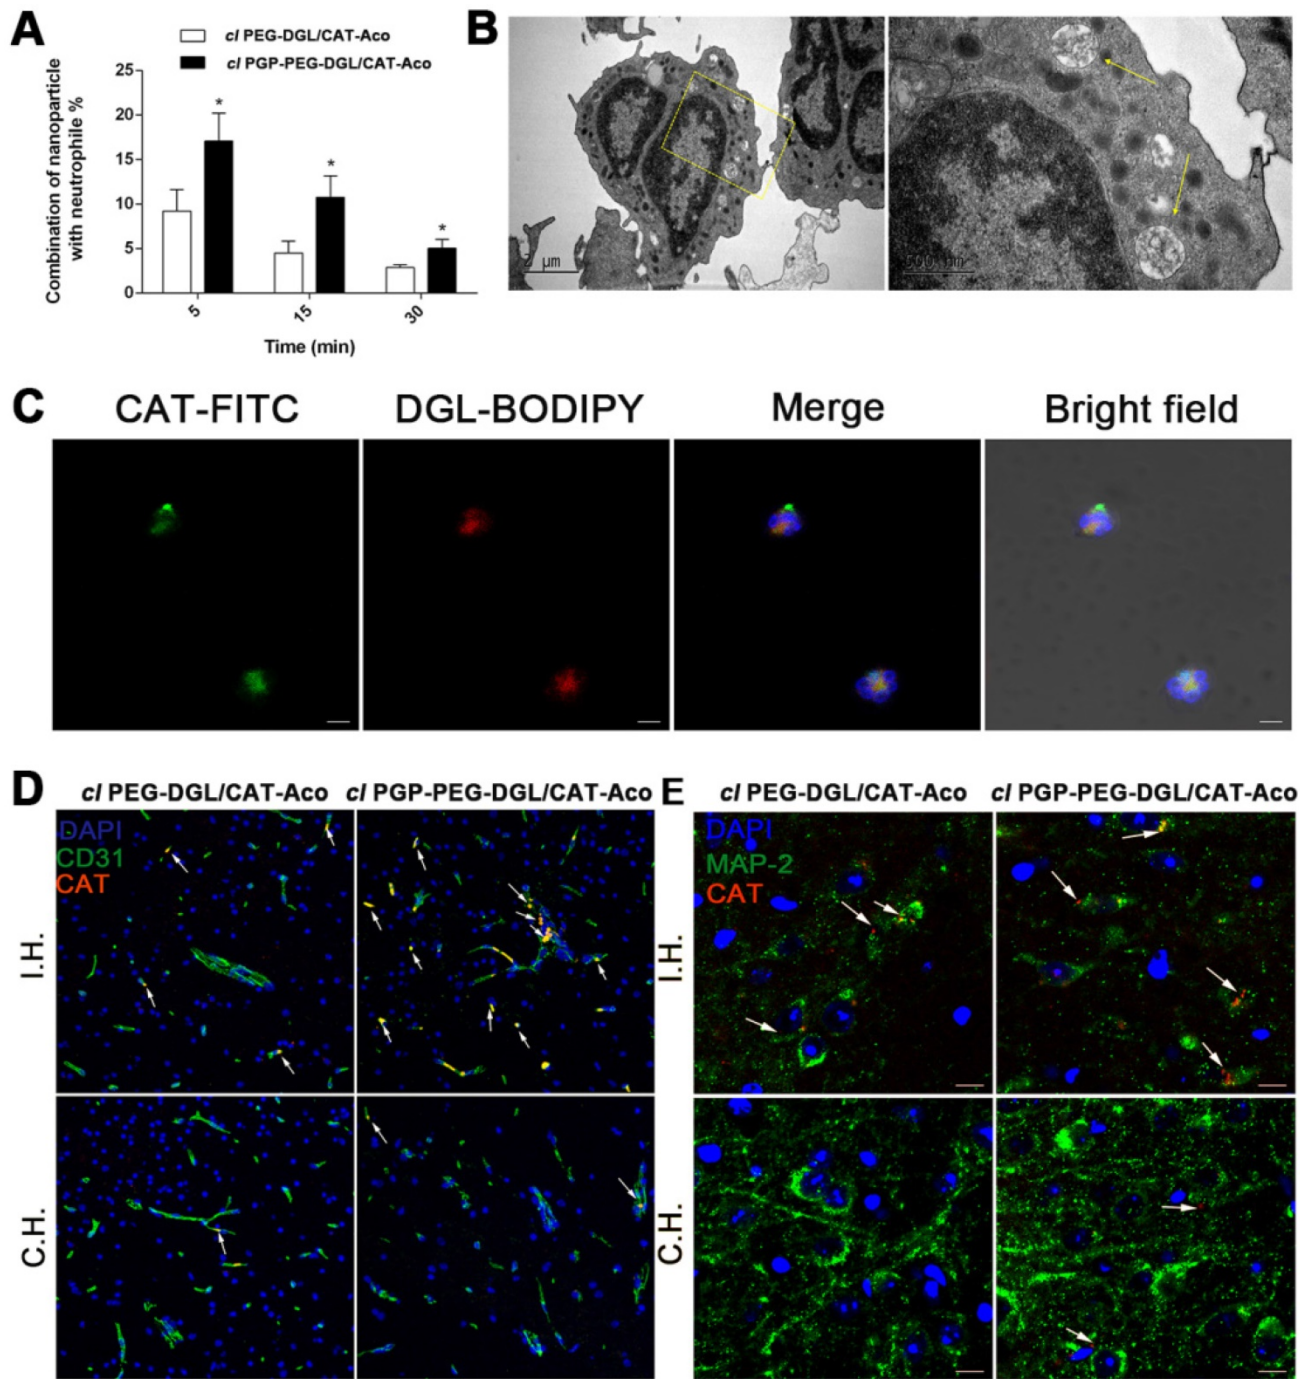 A
cl PEG-DGL/CAT-Aco
cl PGP-PEG-DGL/CAT-Aco
Combination of nanoparticle
with neutrophile %
25
20
15
10
5
0
*
*
*
5
15
30
Time (min)
B
2 µm
500 nm
C
CAT-FITC
DGL-BODIPY
Merge
Bright field
D
cl PEG-DGL/CAT-Aco
cl PGP-PEG-DGL/CAT-Aco
DAPI
CD31
CAT
I.H.
C.H.
E
cl PEG-DGL/CAT-Aco
cl PGP-PEG-DGL/CAT-Aco
DAPI
MAP-2
CAT
I.H.
C.H.